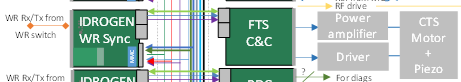 RF drive
WR Rx/Tx from
WR switch
IDROGEN
WR Sync
FMC
FTS
C&C
Power
amplifier
Driver
CTS
Motor
+
Piezo
WR Rx/Tx from
IDROGEN
?
For diags